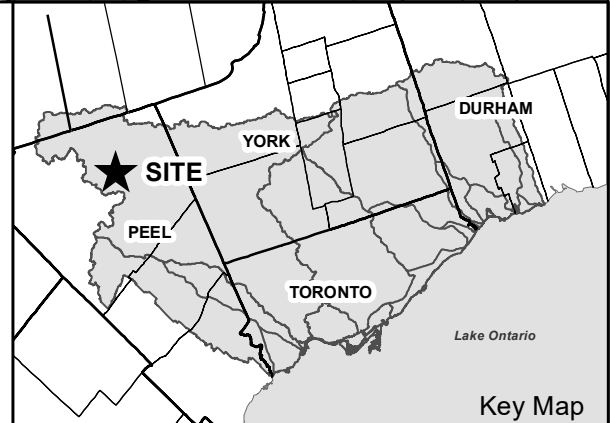 DURHAM
YORK
SITE
PEEL
TORONTO
Lake Ontario
Key Map